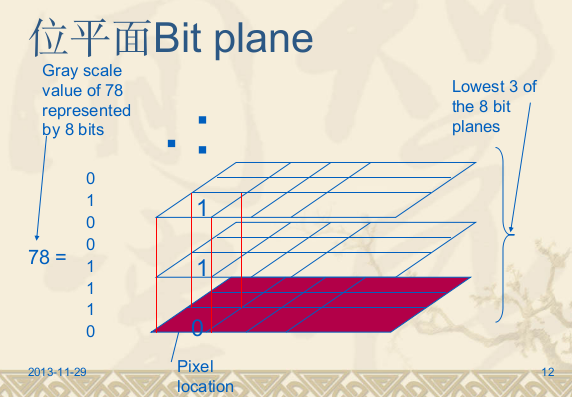 位平面Bit plane
Gray scale
value of 78
represented
by 8 bits
Lowest 3 of
the 8 bit
planes
0
1
0
0
78 =
1
1
1
0
1
1
0
Pixel
location
2013-11-29
12